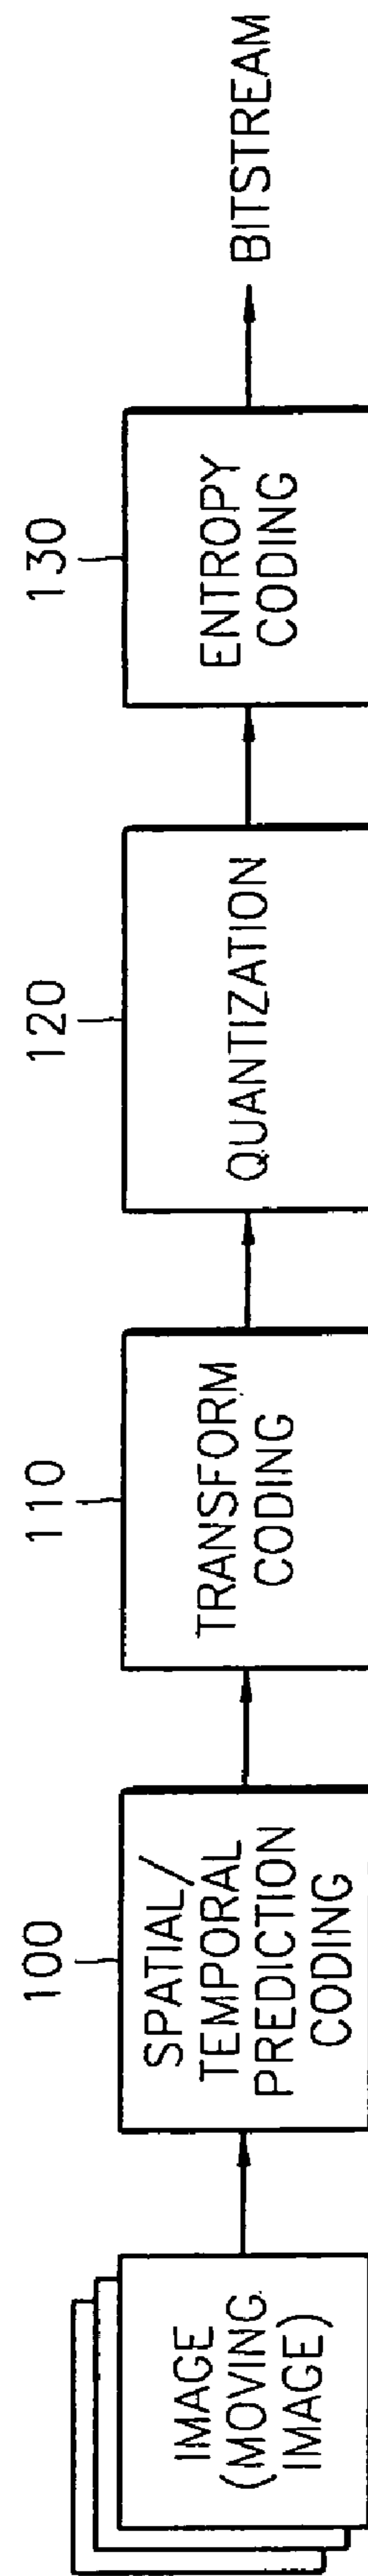 IMAGE
(MOVING
IMAGE)
100
SPATIAL/
TEMPORAL
PREDICTION
CODING
110
TRANSFORM
CODING
120
QUANTIZATION
130
ENTROPY
CODING
BITSTREAM